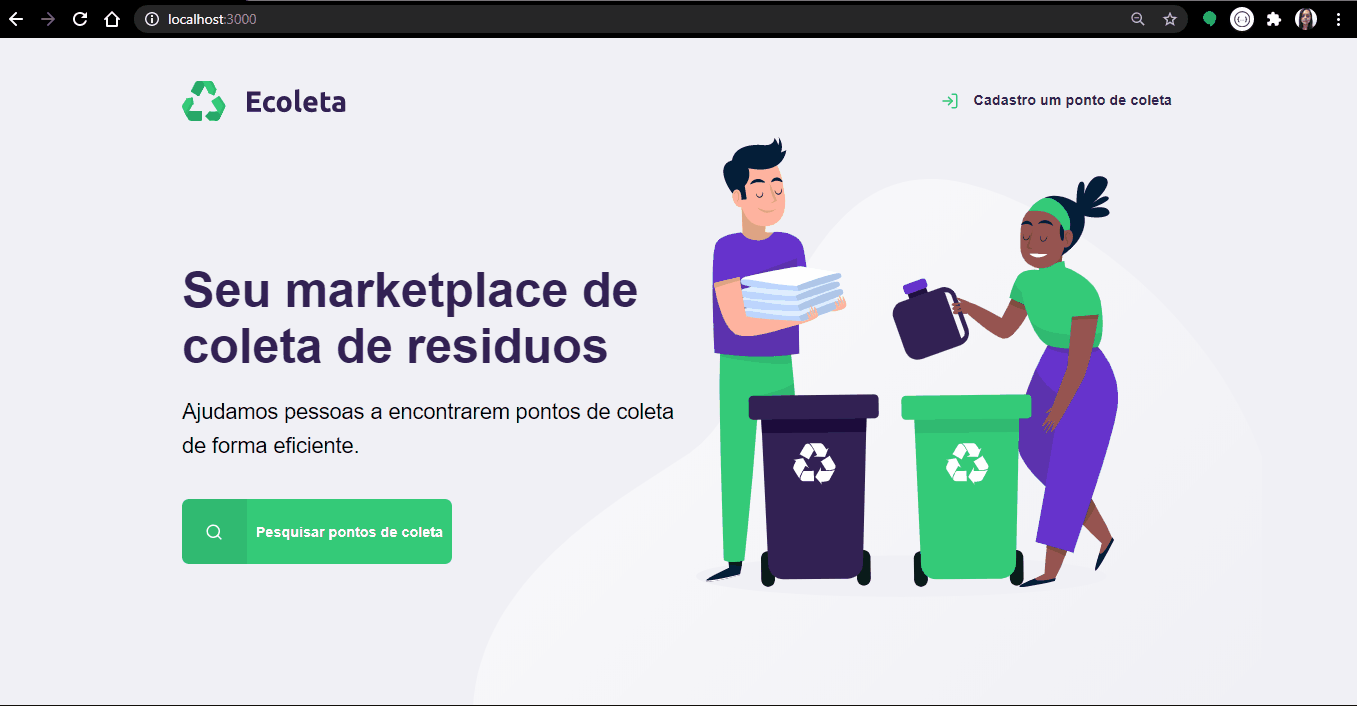 localhost:3000
Ecoleta
Cadastro um ponto de coleta
Seu marketplace de
coleta de residuos
Ajudamos pessoas a encontrarem pontos de coleta
de forma eficiente.
Pesquisar pontos de coleta